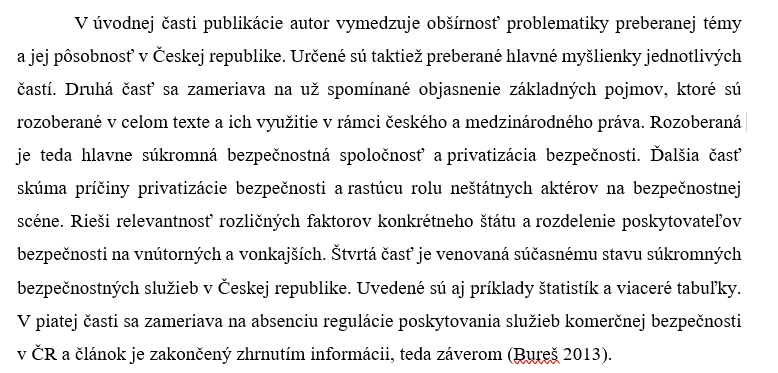 V úvodnej časti publikácie autor vymedzuje obšírnosť problematiky preberanej témy
a jej pôsobnosť v Českej republike. Určené sú taktiež preberané hlavné myšlienky jednotlivých
častí. Druhá časť sa zameriava na už spomínané objasnenie základných pojmov, ktoré sú
rozoberané v celom texte a ich využitie v rámci českého a medzinárodného práva. Rozoberaná
je teda hlavne súkromná bezpečnostná spoločnosť a privatizácia bezpečnosti. Ďalšia časť
skúma príčiny privatizácie bezpečnosti a rastúcu rolu neštátnych aktérov na bezpečnostnej
scéne. Rieši relevantnosť rozličných faktorov konkrétneho štátu a rozdelenie poskytovateľov
bezpečnosti na vnútorných a vonkajších. Štvrtá časť je venovaná súčasnému stavu súkromných
bezpečnostných služieb v Českej republike. Uvedené sú aj príklady štatistík a viaceré tabuľky.
V piatej časti sa zameriava na absenciu regulácie poskytovania služieb komerčnej bezpečnosti
v ČR a článok je zakončený zhrnutím informácii, teda záverom (Bureš 2013).